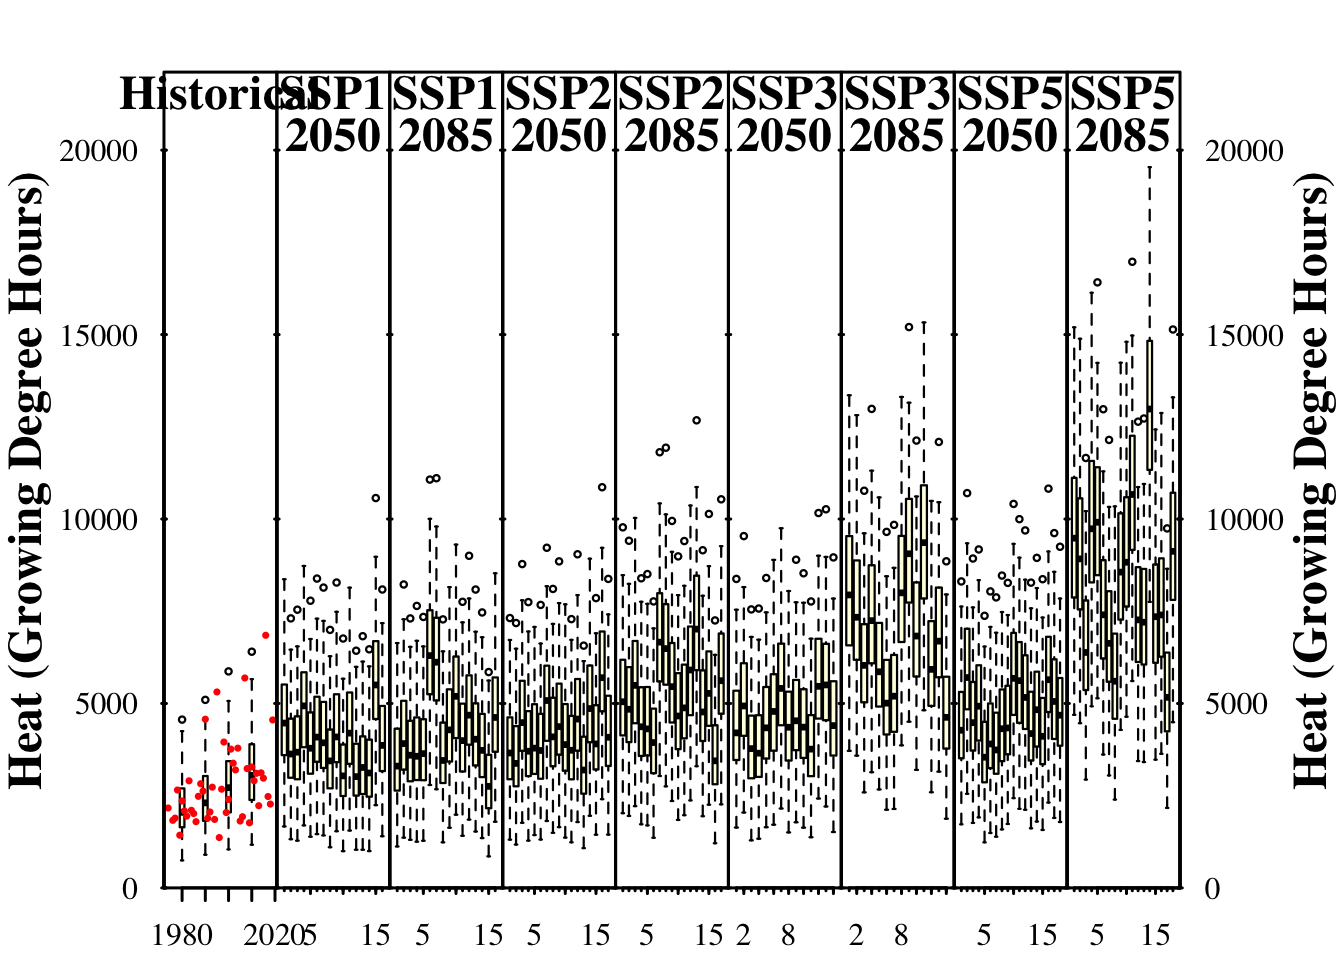 Historical SSP1 SSP1 SSP2 SSP2 SSP3 SSP3 SSP5 SSP5
2050 2085 2050 2085 2050 2085 2050 2085
20000 20000
15000 15000
10000 10000
5000 5000
0 0
Heat (Growing Degree Hours)
Heat (Growing Degree Hours)
1980 2020 5 15 5 15 5 15 5 15 2 8 2 8 5 15 5 15